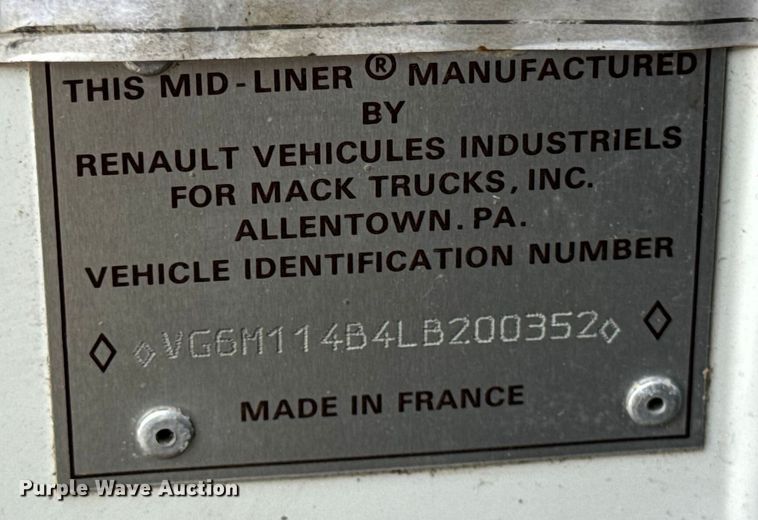 THIS MID-LINER® MANUFACTURED
BY
RENAULT VEHICULES INDUSTRIELS
FOR MACK TRUCKS, INC.
ALLENTOWN. PA.
VEHICLE IDENTIFICATION NUMBER
◇ ◇VG6M114B4LB200352◇ ◇
MADE IN FRANCE
Purple Wave Auction